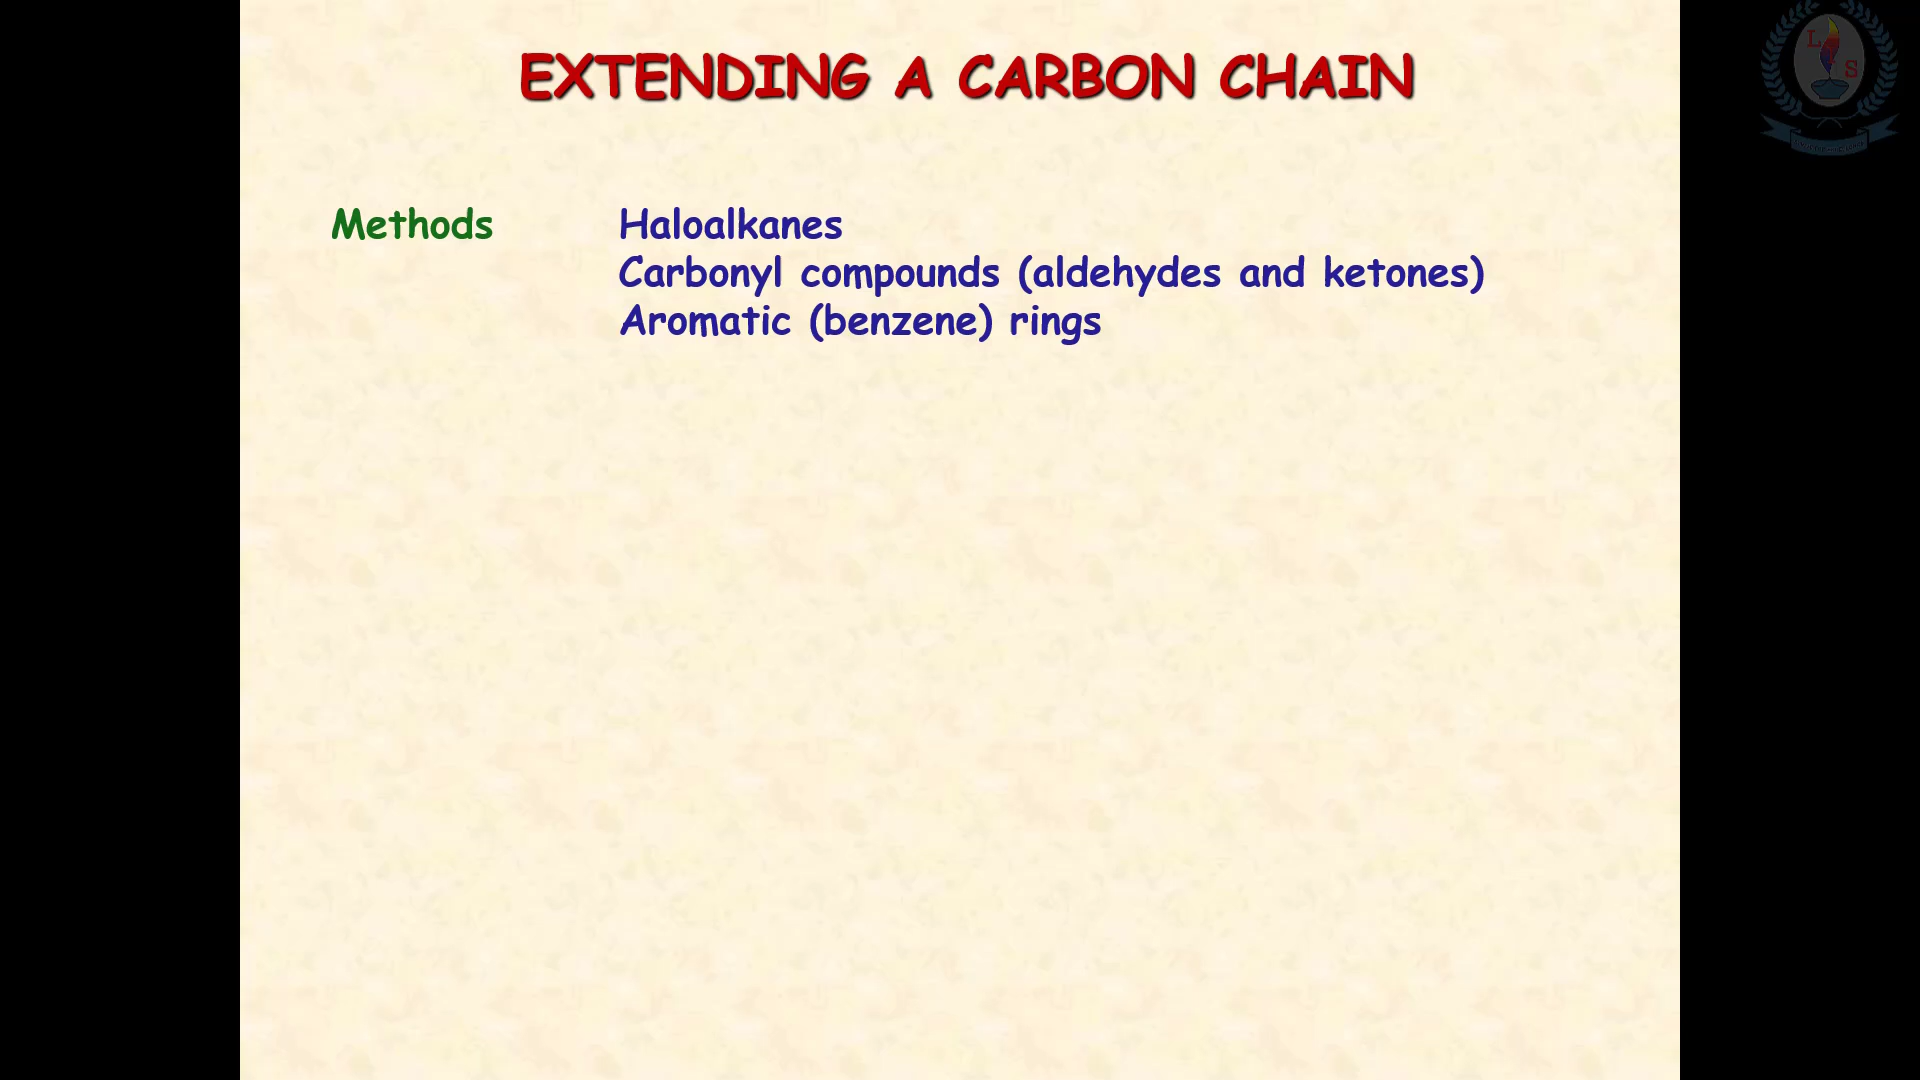 EXTENDING A CARBON CHAIN
Methods Haloalkanes
Carbonyl compounds (aldehydes and ketones)
Aromatic (benzene) rings
L
S